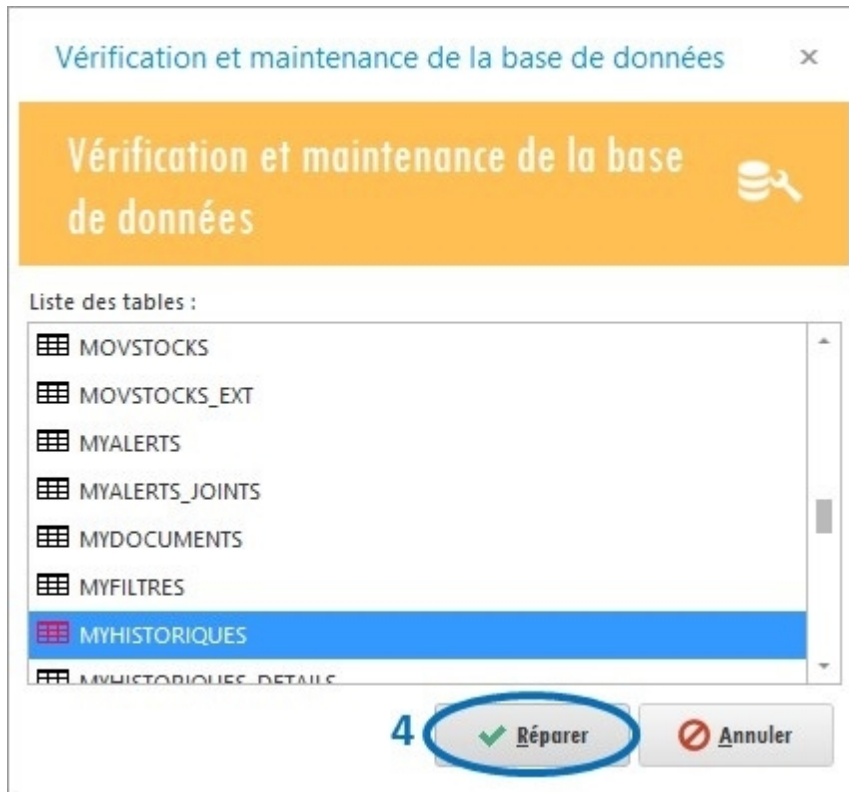 Vérification et maintenance de la base de données
Vérification et maintenance de la base
de données
Liste des tables :
MOVSTOCKS
MOVSTOCKS_EXT
MYALERTS
MYALERTS_JOINTS
MYDOCUMENTS
MYFILTRES
MYHISTORIQUES
MYHISTORIQUES_DETAILS
4 Réparer Annuler